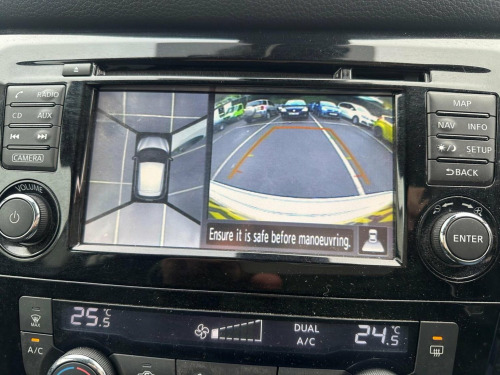 RADIO
CD AUX
CAMERA
VOLUME
MAP
NAV INFO
SETUP
BACK
ENTER
Ensure it is safe before manoeuvring.
25.5 °C
DUAL
A/C
24.5 °C
MAX
A/C